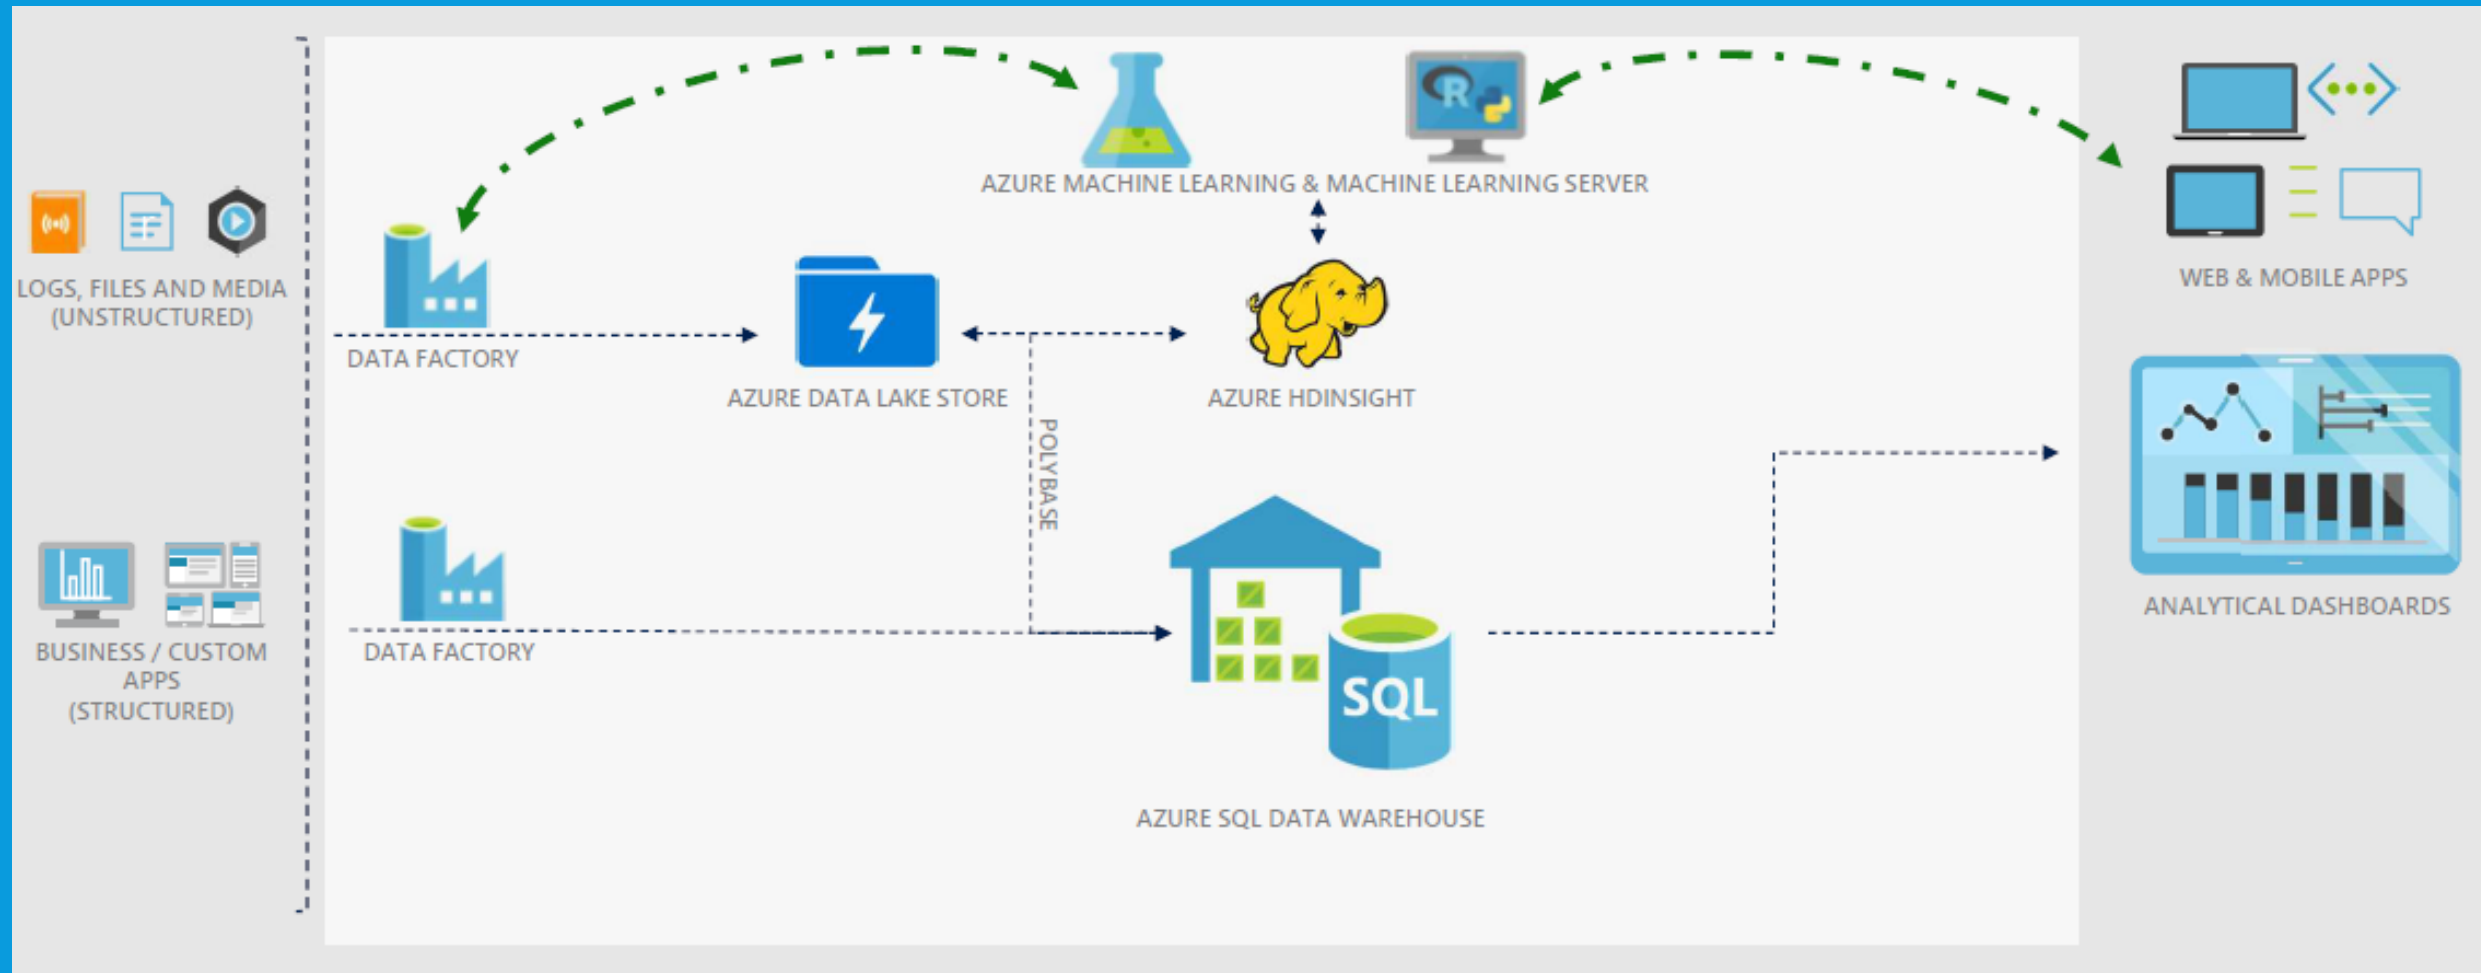 AZURE MACHINE LEARNING & MACHINE LEARNING SERVER
R
LOGS, FILES AND MEDIA
(UNSTRUCTURED)
DATA FACTORY
AZURE DATA LAKE STORE
AZURE HDINSIGHT
WEB & MOBILE APPS
POLYBASE
BUSINESS / CUSTOM
APPS
(STRUCTURED)
DATA FACTORY
SQL
AZURE SQL DATA WAREHOUSE
ANALYTICAL DASHBOARDS